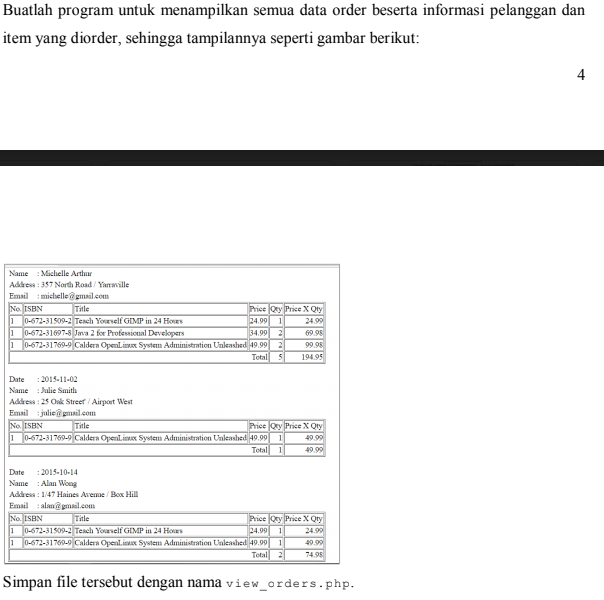 Buatlah program untuk menampilkan semua data order beserta informasi pelanggan dan
item yang diorder, sehingga tampilannya seperti gambar berikut:
4
Name : Michelle Arthur
Address : 357 North Road / Yarraville
Email : michelle@gmail.com
No. ISBN Title Price Qty Price X Qty
1 0-672-31509-2 Teach Yourself GIMP in 24 Hours 24.99 1 24.99
1 0-672-31697-8 Java 2 for Professional Developers 34.99 2 69.98
1 0-672-31769-9 Caldera OpenLinux System Administration Unleashed 49.99 2 99.98
Total 5 194.95
Date : 2015-11-02
Name : Julie Smith
Address : 25 Oak Street / Airport West
Email : julie@gmail.com
No. ISBN Title Price Qty Price X Qty
1 0-672-31769-9 Caldera OpenLinux System Administration Unleashed 49.99 1 49.99
Total 1 49.99
Date : 2015-10-14
Name : Alan Wong
Address : 1/47 Haines Avenue / Box Hill
Email : alan@gmail.com
No. ISBN Title Price Qty Price X Qty
1 0-672-31509-2 Teach Yourself GIMP in 24 Hours 24.99 1 24.99
1 0-672-31769-9 Caldera OpenLinux System Administration Unleashed 49.99 1 49.99
Total 2 74.98
Simpan file tersebut dengan nama view_orders.php.